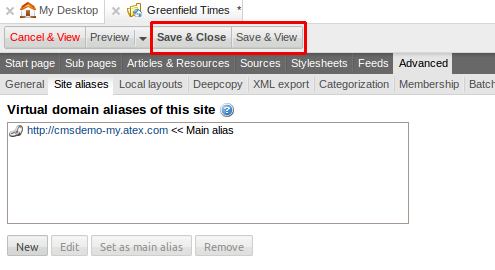 My Desktop Greenfield Times *
Cancel & View Preview Save & Close Save & View
Start page Sub pages Articles & Resources Sources Stylesheets Feeds Advanced
General Site aliases Local layouts Deepcopy XML export Categorization Membership Batch
Virtual domain aliases of this site ?
http://cmsdemo-my.atex.com << Main alias
New Edit Set as main alias Remove